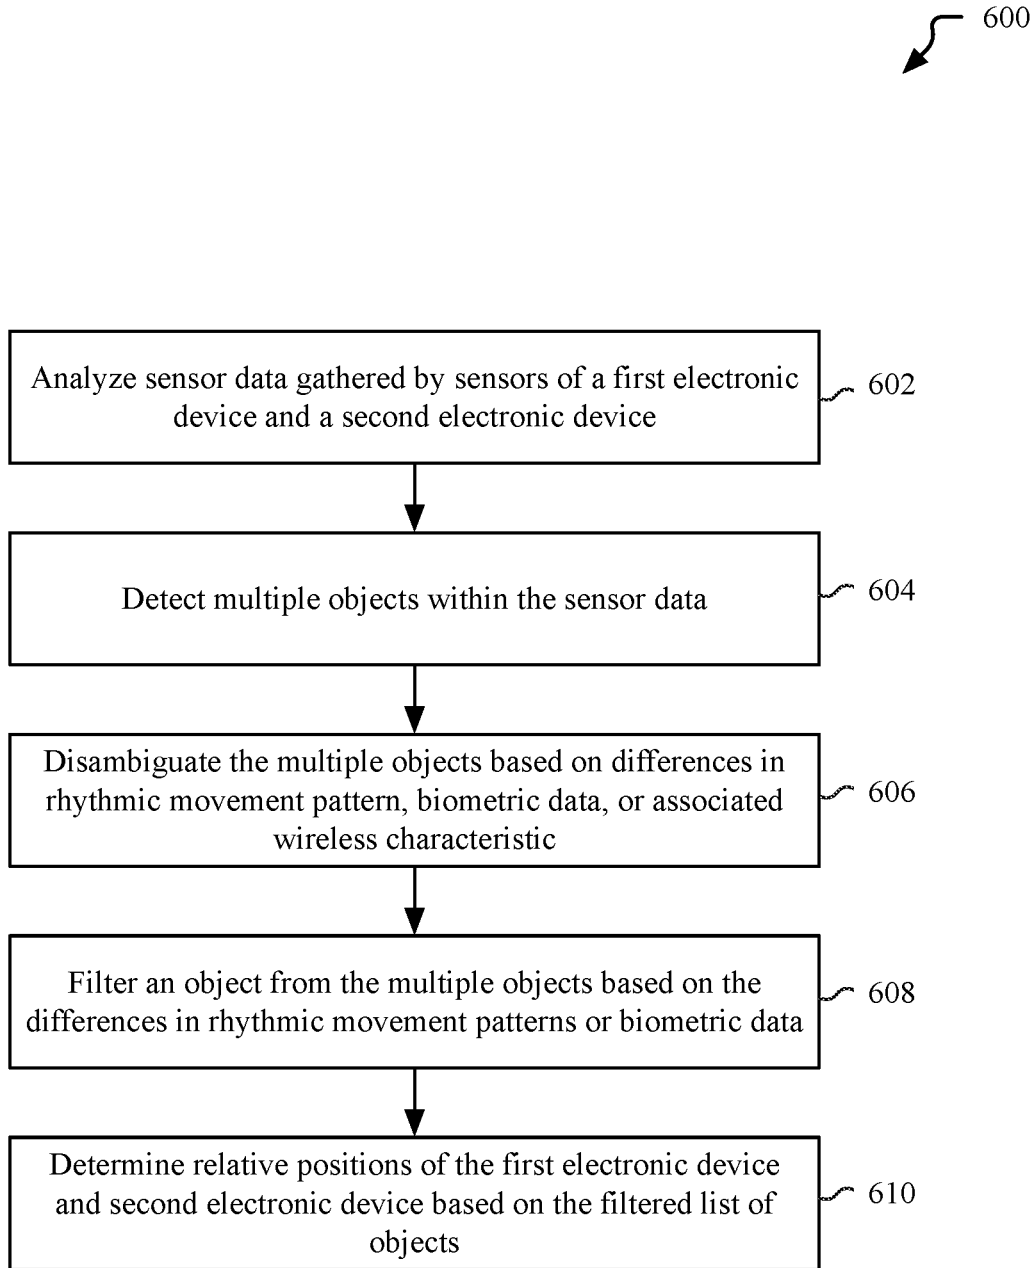 600
Analyze sensor data gathered by sensors of a first electronic
device and a second electronic device
602
Detect multiple objects within the sensor data
604
Disambiguate the multiple objects based on differences in
rhythmic movement pattern, biometric data, or associated
wireless characteristic
606
Filter an object from the multiple objects based on the
differences in rhythmic movement patterns or biometric data
608
Determine relative positions of the first electronic device
and second electronic device based on the filtered list of
objects
610